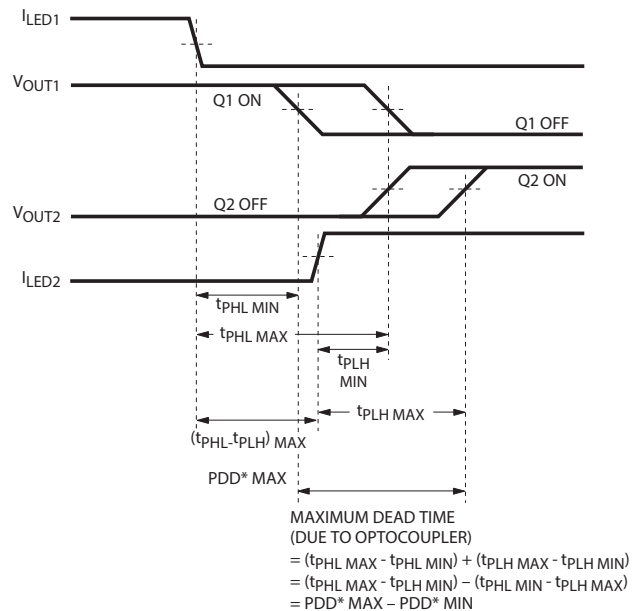 ILED1
VOUT1
Q1 ON
Q1 OFF
Q2 ON
VOUT2
Q2 OFF
ILED2
tPHL MIN
tPHL MAX
tPLH
MIN
tPLH MAX
(tPHL-tPLH) MAX
PDD* MAX
MAXIMUM DEAD TIME
(DUE TO OPTOCOUPLER)
= (tPHL MAX - tPHL MIN) + (tPLH MAX - tPLH MIN)
= (tPHL MAX - tPLH MIN) – (tPHL MIN - tPLH MAX)
= PDD* MAX – PDD* MIN